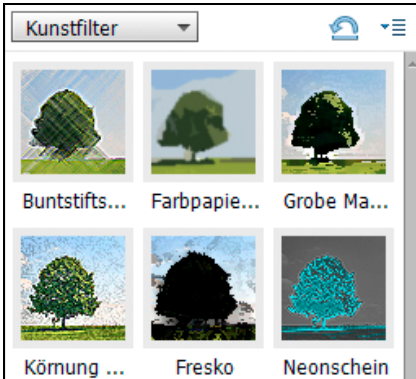 Kunstfilter
Buntstifts... Farbpapie... Grobe Ma...
Körnung ... Fresko Neonschein